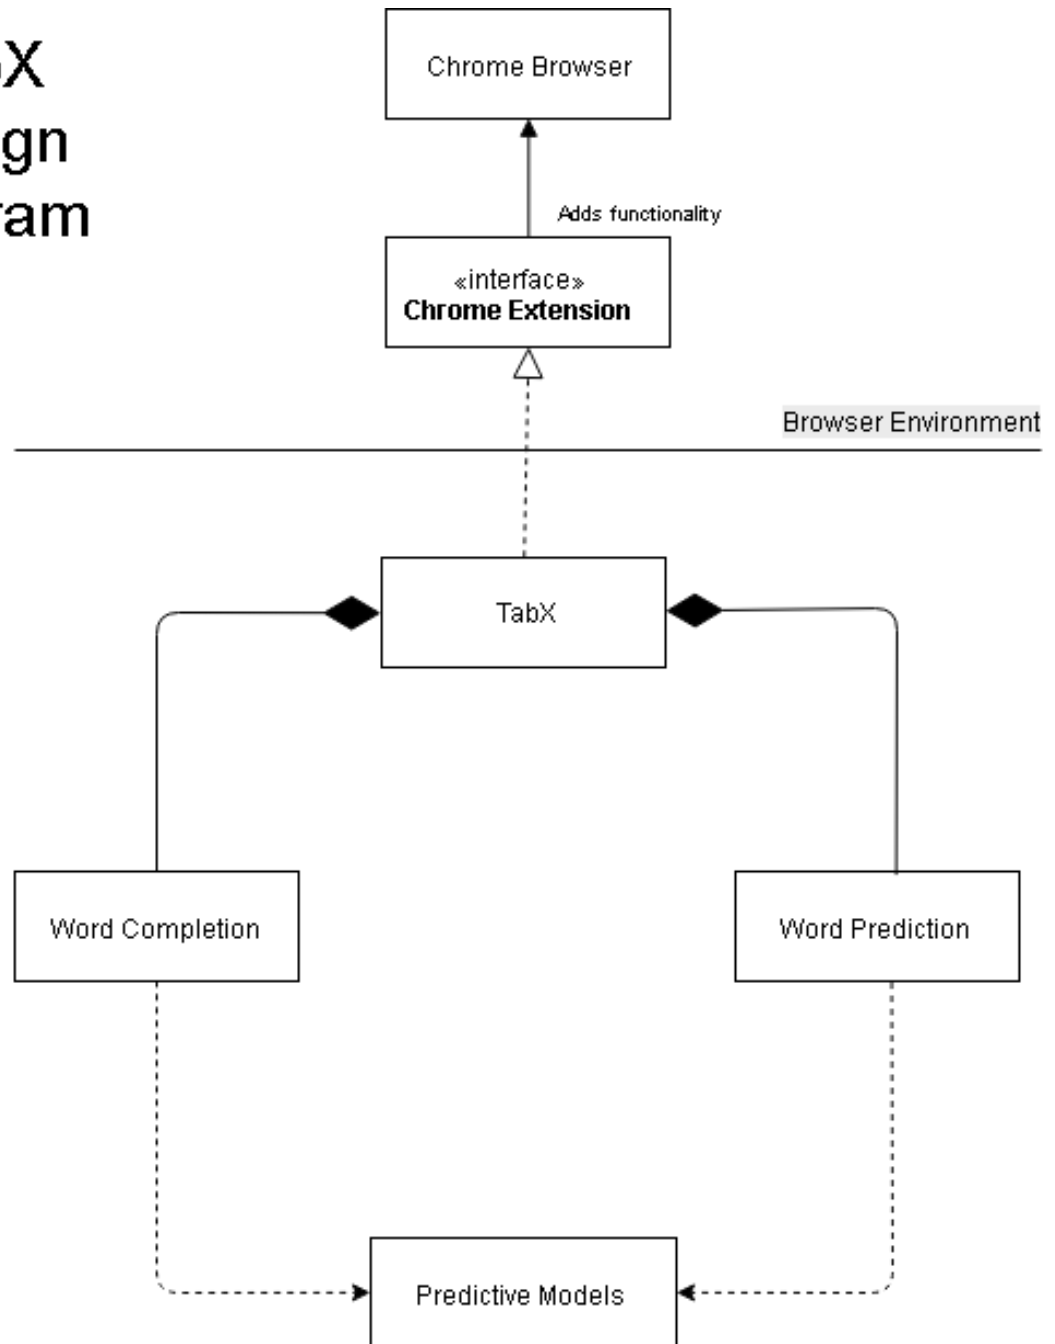 X
gn
ram
Chrome Browser
Adds functionality
«interface»
Chrome Extension
Browser Environment
TabX
Word Completion
Word Prediction
Predictive Models